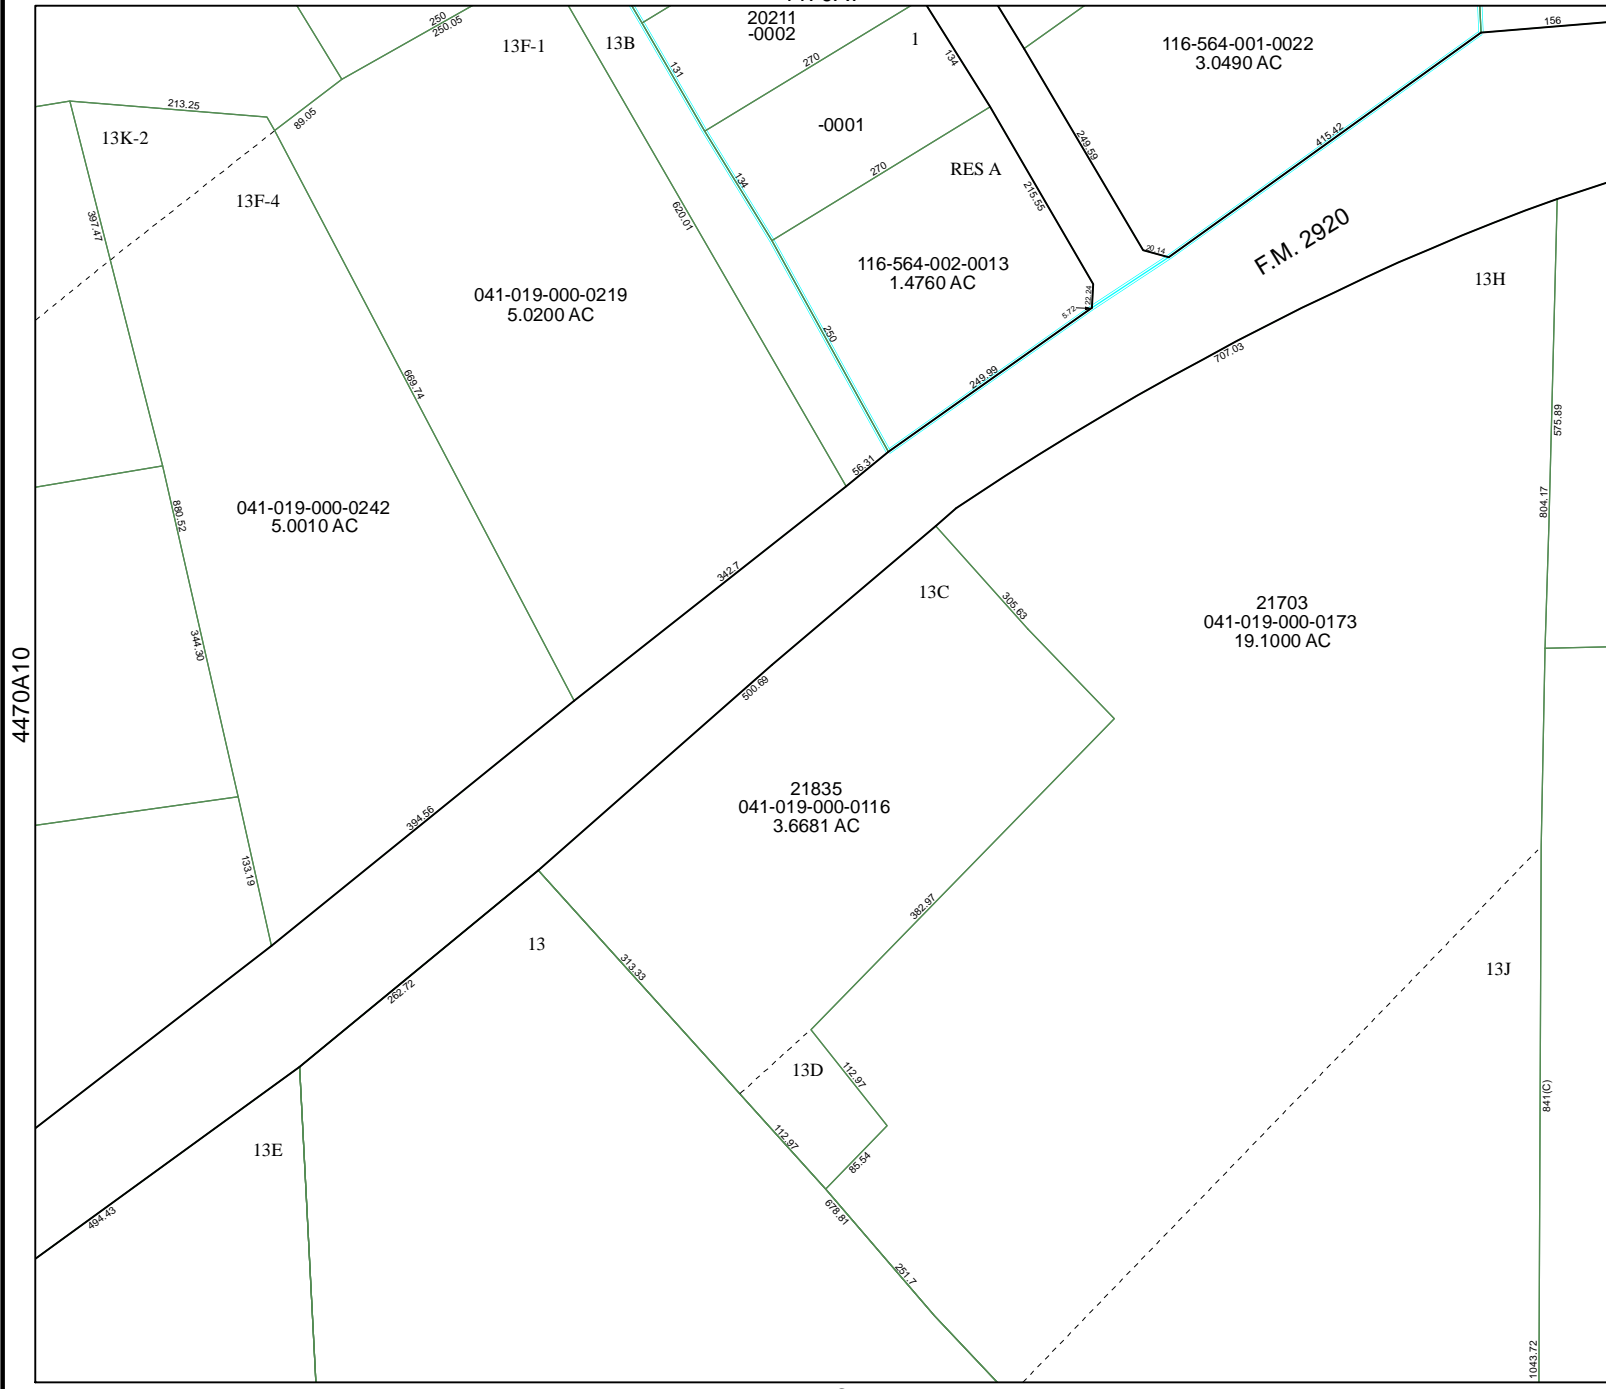 250
250.05
13F-1
13B
20211
-0002
1
134
116-564-001-0022
3.0490 AC
156
131
270
213.25
89.05
13K-2
-0001
249.59
415.42
134
270
RES A
215.55
13F-4
397.47
620.01
20.14
F.M. 2920
116-564-002-0013
1.4760 AC
13H
22.24
5.72
041-019-000-0219
5.0200 AC
250
707.03
249.99
669.74
575.89
56.31
804.17
041-019-000-0242
5.0010 AC
880.52
342.7
13C
305.63
21703
041-019-000-0173
19.1000 AC
344.30
4470A10
500.69
21835
041-019-000-0116
3.6681 AC
394.56
133.19
382.97
13
313.33
262.72
13J
13D
112.97
841(C)
112.97
13E
85.54
494.43
678.81
251.7
1043.72